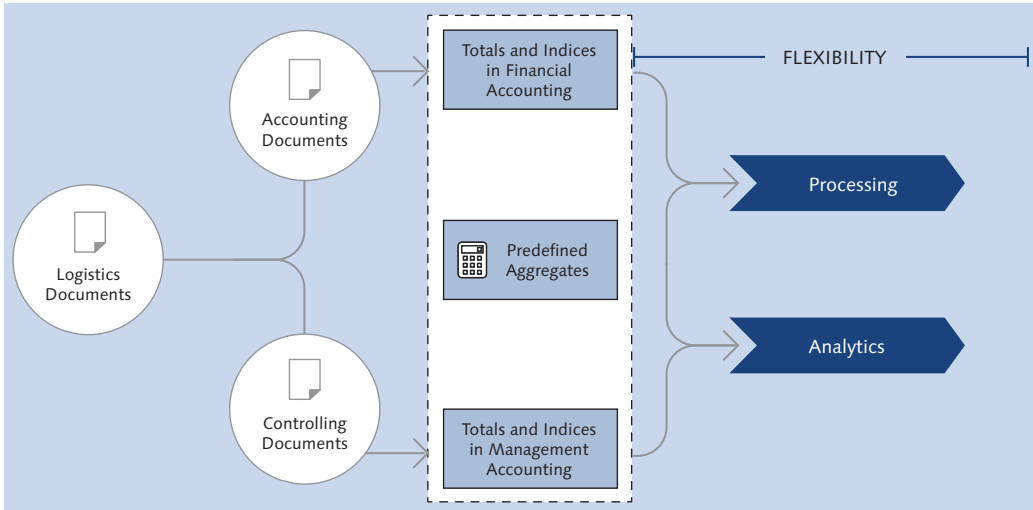 Totals and Indices
in Financial
Accounting
FLEXIBILITY
Accounting
Documents
Processing
Logistics
Documents
Predefined
Aggregates
Analytics
Controlling
Documents
Totals and Indices
in Management
Accounting